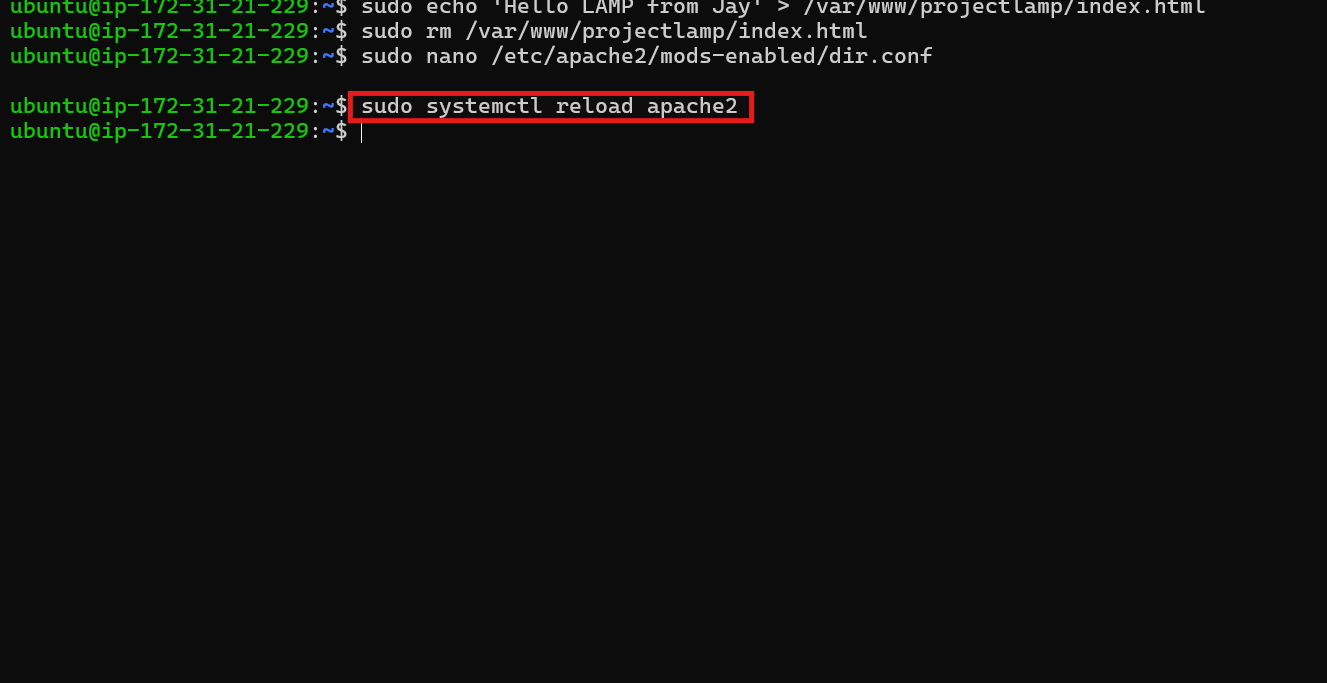 ubuntu@ip-172-31-21-229:~$ sudo echo 'Hello LAMP from Jay' > /var/www/projectlamp/index.html
ubuntu@ip-172-31-21-229:~$ sudo rm /var/www/projectlamp/index.html
ubuntu@ip-172-31-21-229:~$ sudo nano /etc/apache2/mods-enabled/dir.conf
ubuntu@ip-172-31-21-229:~$ sudo systemctl reload apache2
ubuntu@ip-172-31-21-229:~$